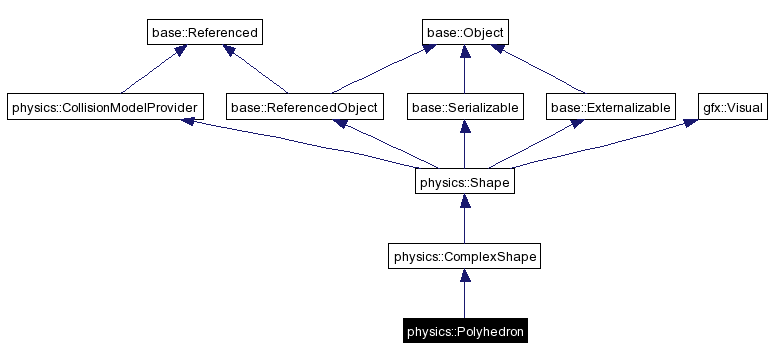 base::Referenced
base::Object
physics::CollisionModelProvider
base::ReferencedObject
base::Serializable
base::Externalizable
gfx::Visual
physics::Shape
physics::ComplexShape
physics::Polyhedron